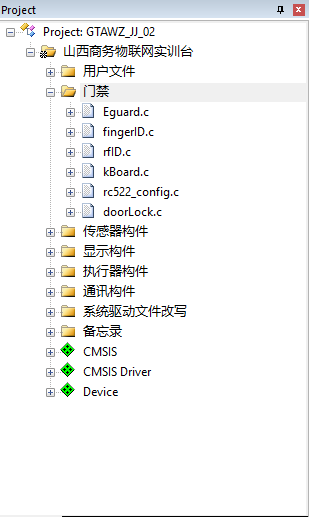 Project
Project: GTAWZ_JJ_02
山西商务物联网实训台
用户文件
门禁
Eguard.c
fingerID.c
rfID.c
kBoard.c
rc522_config.c
doorLock.c
传感器构件
显示构件
执行器构件
通讯构件
系统驱动文件改写
备忘录
CMSIS
CMSIS Driver
Device